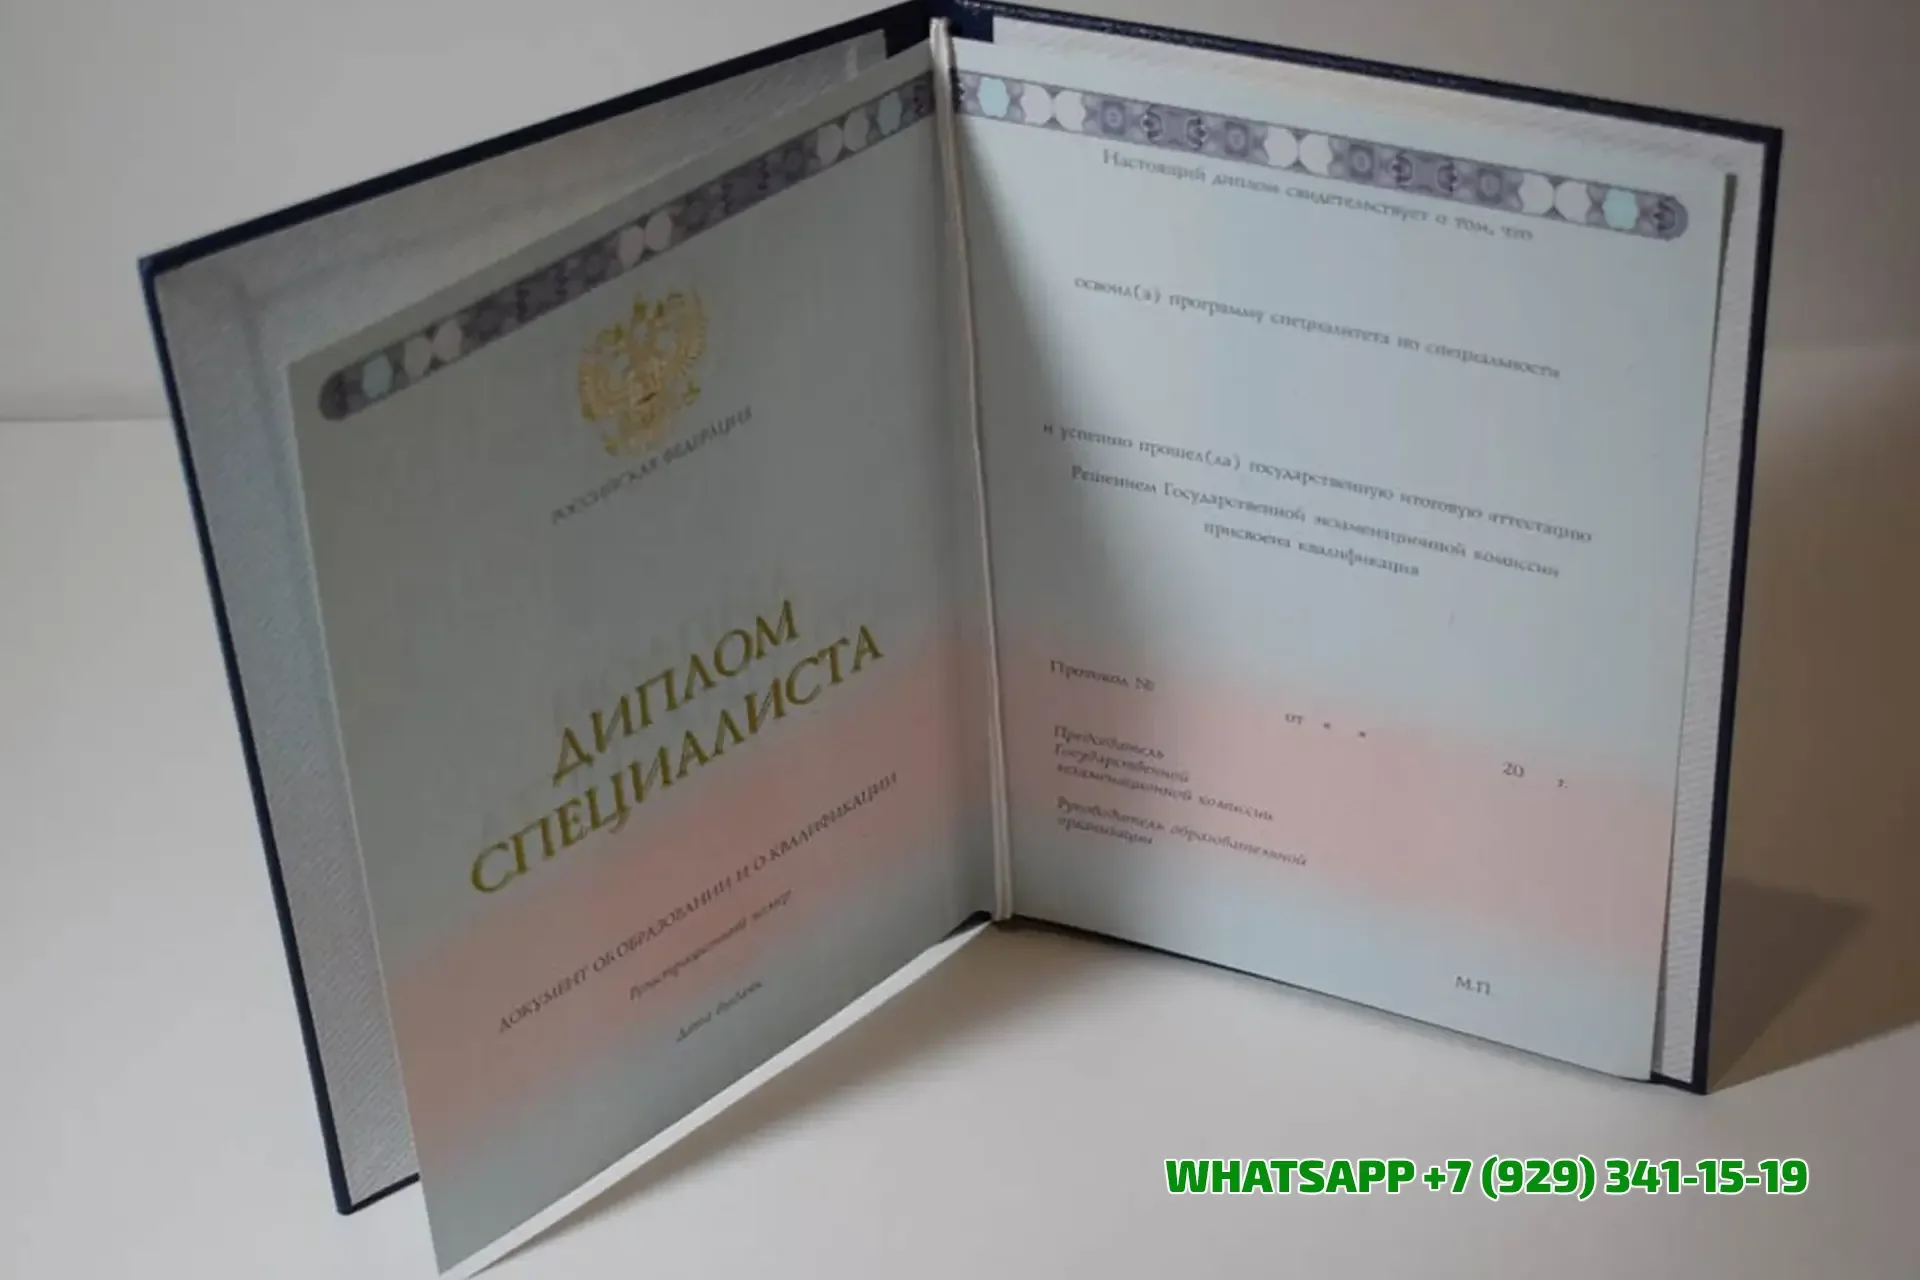 РОССИЙСКАЯ ФЕДЕРАЦИЯ
ДИПЛОМ
СПЕЦИАЛИСТА
ДОКУМЕНТ ОБ ОБРАЗОВАНИИ И О КВАЛИФИКАЦИИ
Регистрационный номер
Дата выдачи
Настоящий диплом свидетельствует о том, что
освоил(а) программу специалитета по специальности
и успешно прошел(ла) государственную итоговую аттестацию
Решением Государственной экзаменационной комиссии
присвоена квалификация
Протокол №
от « » 20 г.
Председатель
Государственной
экзаменационной комиссии
Руководитель образовательной
организации
М.П.
WHATSAPP +7 (929) 341-15-19